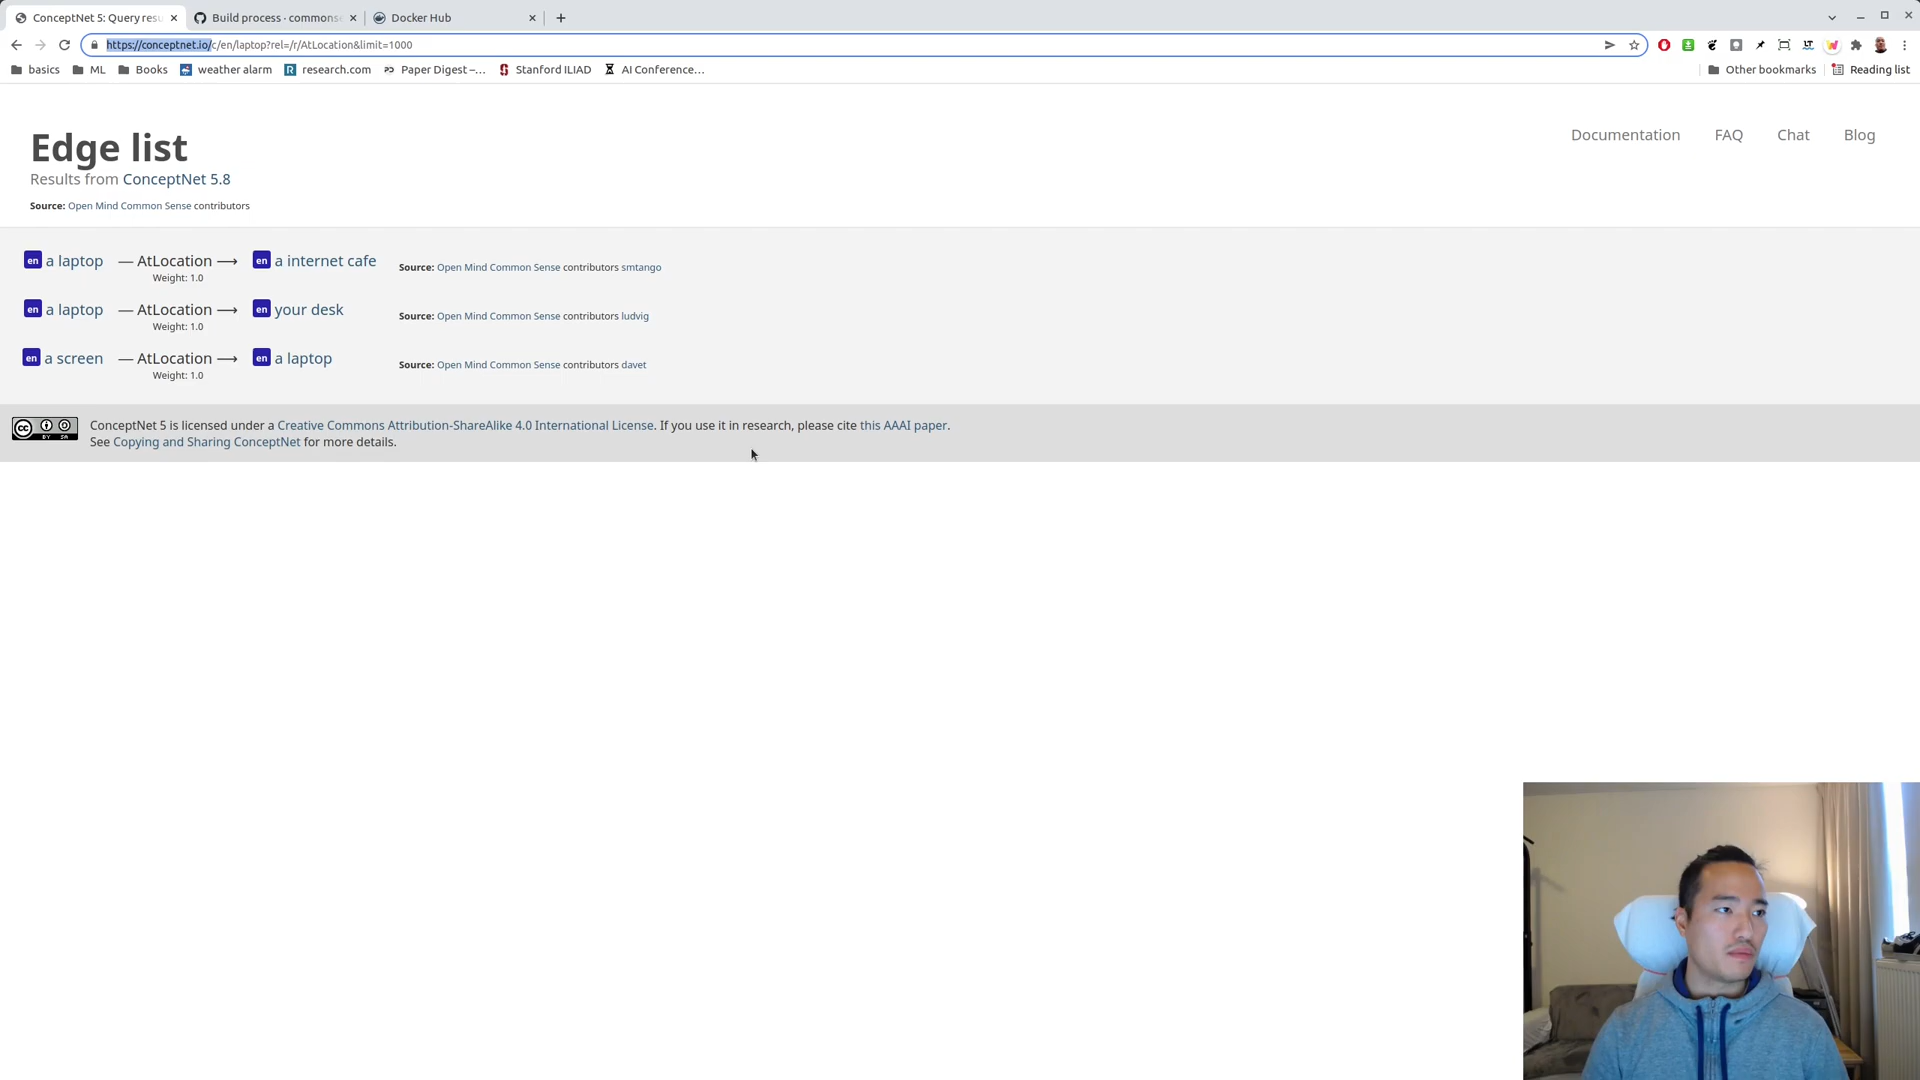 ConceptNet 5: Query resu
Build process · commonse
Docker Hub
https://conceptnet.io/c/en/laptop?rel=/r/AtLocation&limit=1000
basics ML Books weather alarm research.com Paper Digest –... Stanford ILIAD AI Conference... Other bookmarks Reading list
Edge list
Documentation FAQ Chat Blog
Results from ConceptNet 5.8
Source: Open Mind Common Sense contributors
en a laptop — AtLocation ⟶ en a internet cafe Source: Open Mind Common Sense contributors smtango
Weight: 1.0
en a laptop — AtLocation ⟶ en your desk Source: Open Mind Common Sense contributors ludvig
Weight: 1.0
en a screen — AtLocation ⟶ en a laptop Source: Open Mind Common Sense contributors davet
Weight: 1.0
CC BY SA
ConceptNet 5 is licensed under a Creative Commons Attribution-ShareAlike 4.0 International License. If you use it in research, please cite this AAAI paper.
See Copying and Sharing ConceptNet for more details.